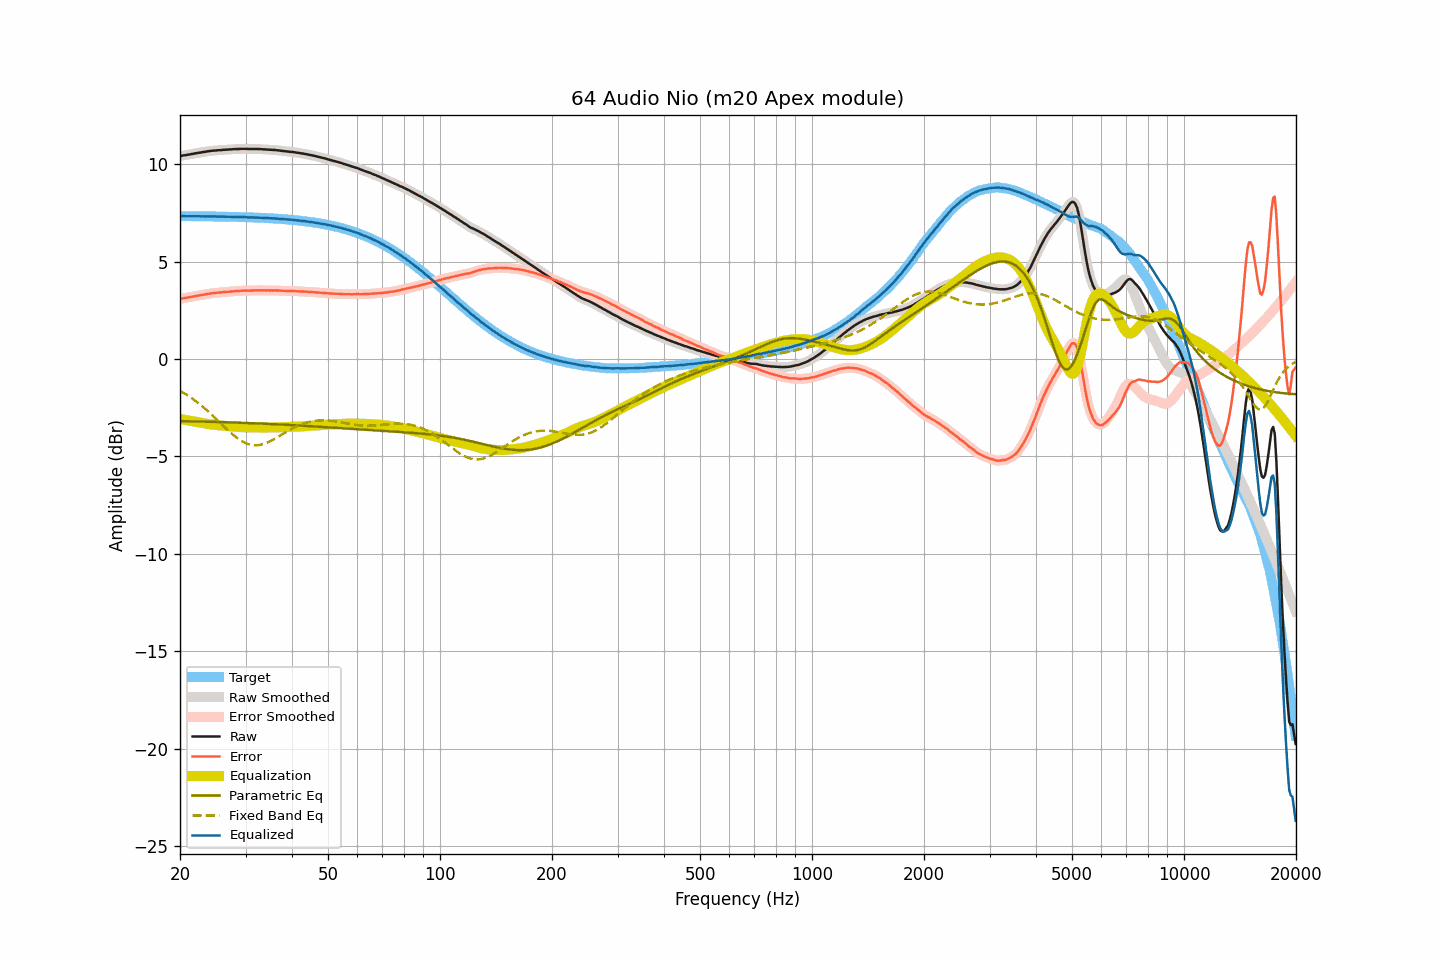 64 Audio Nio (m20 Apex module)
10
5
0
−5
−10
−15
−20
−25
Amplitude (dBr)
Target
Raw Smoothed
Error Smoothed
Raw
Error
Equalization
Parametric Eq
Fixed Band Eq
Equalized
20 50 100 200 500 1000 2000 5000 10000 20000
Frequency (Hz)